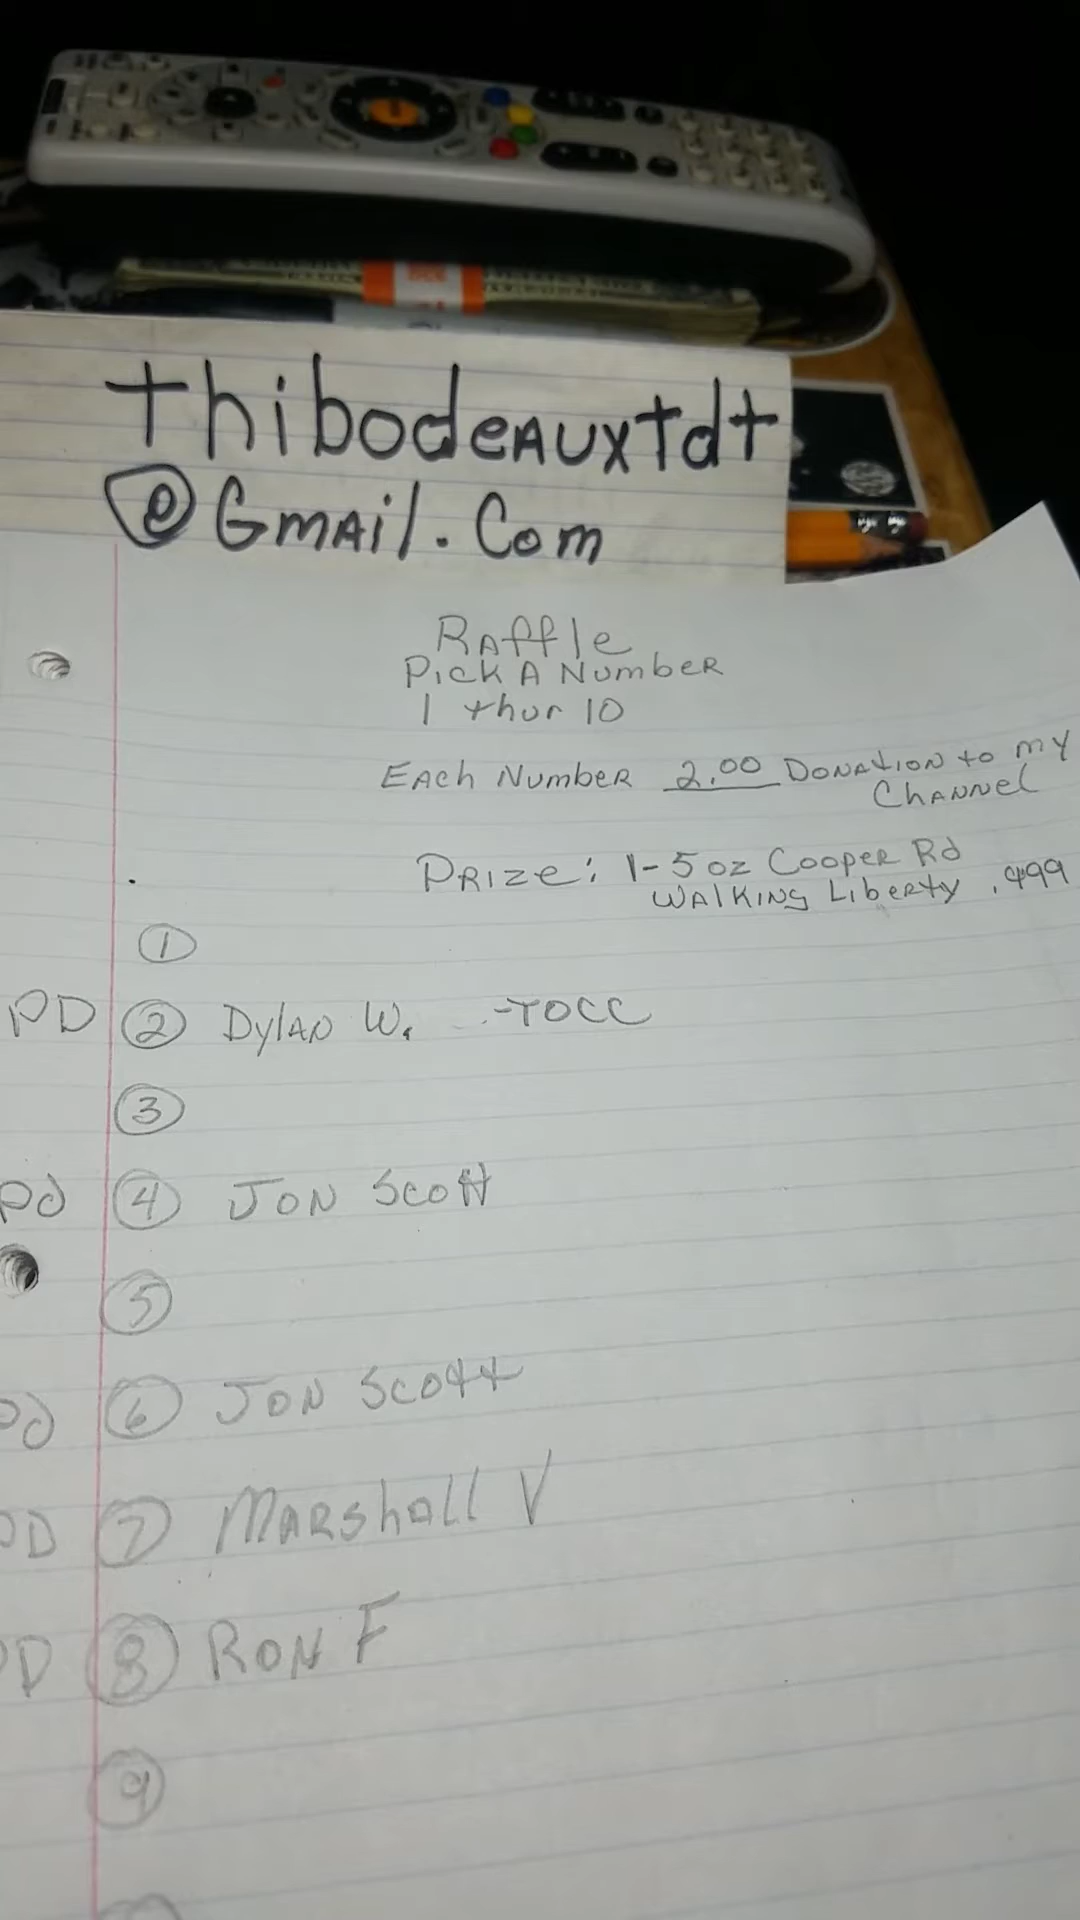 thibodeauxtdt
@Gmail.com
Raffle
Pick A Number
1 thur 10
Each Number 2.00 Donation to my
Channel
Prize: 1-5oz Cooper Rd
Walking Liberty .999
1
PD 2 Dylan W. -TOCC
3
Pd 4 Jon Scott
5
Pd 6 Jon Scott
PD 7 Marshall V
PD 8 Ron F
9